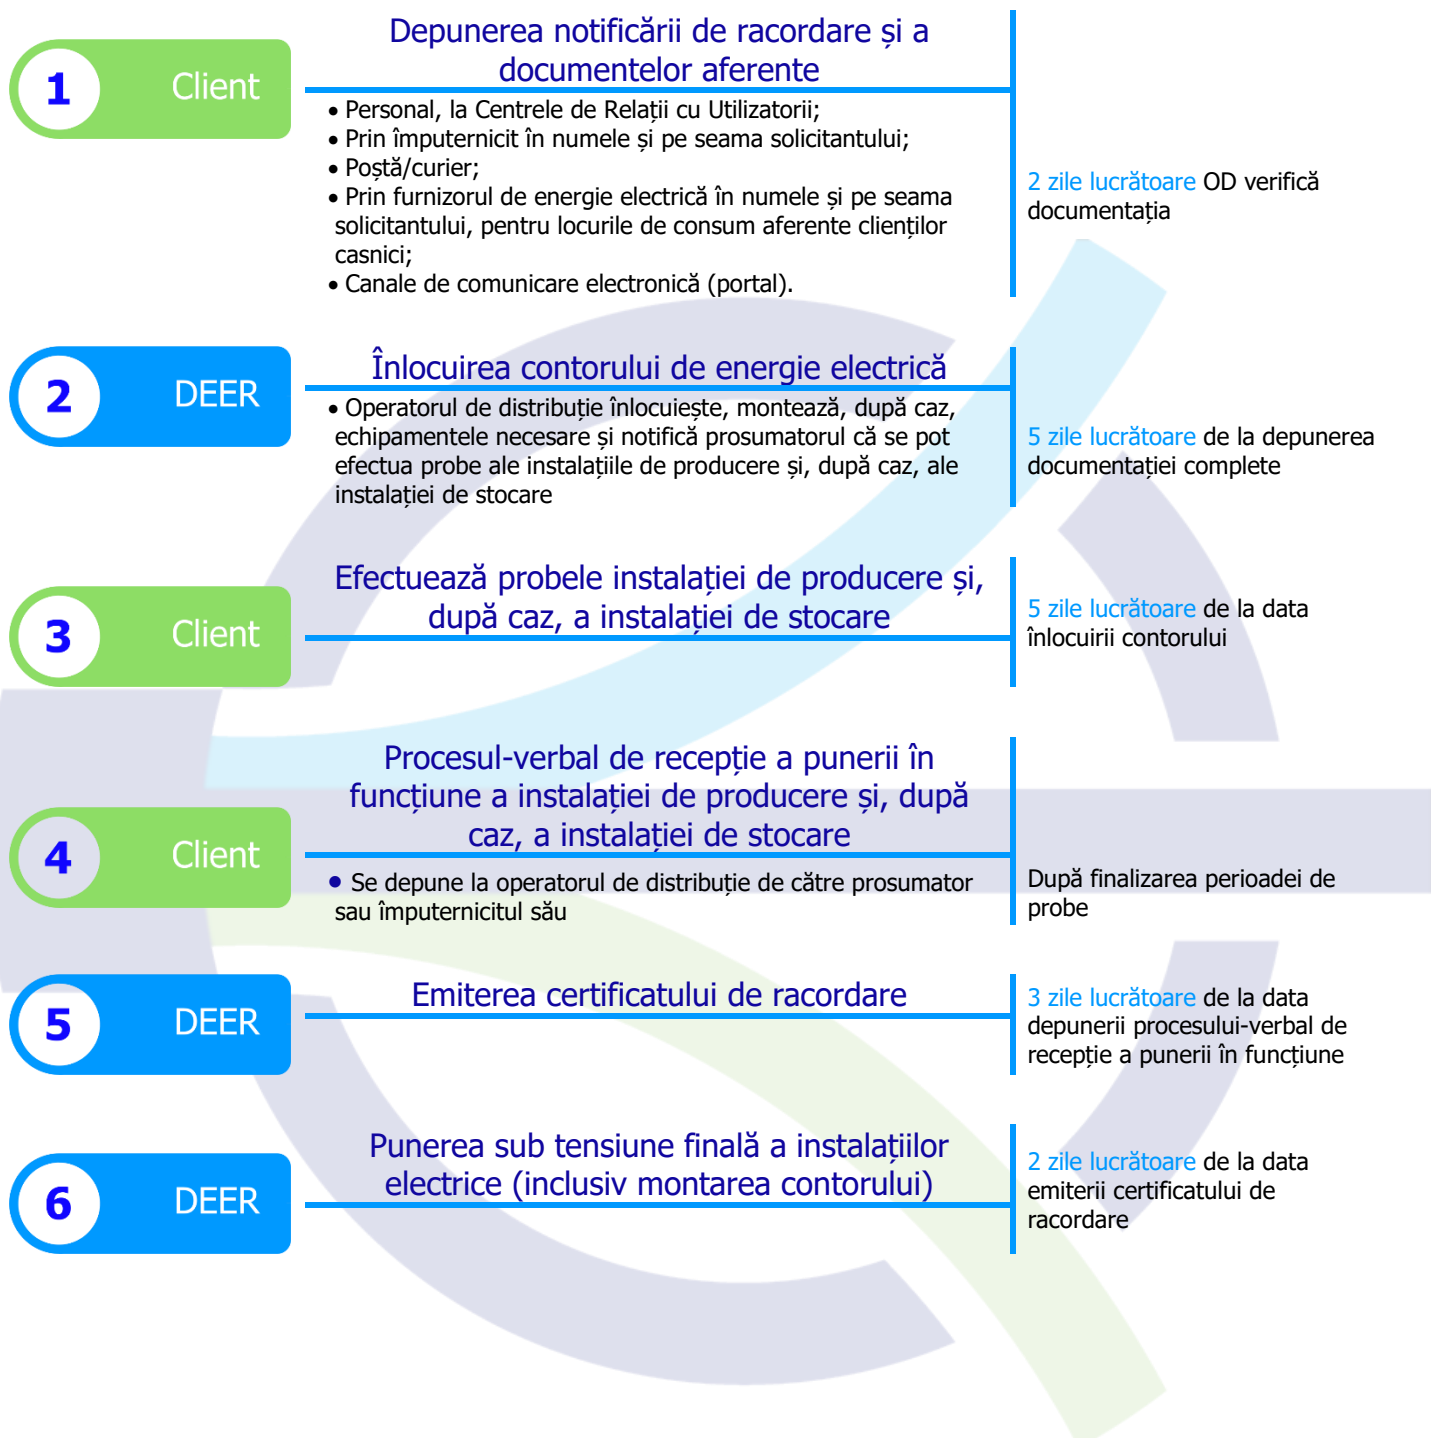 1
Client
Depunerea notificării de racordare și a
documentelor aferente
• Personal, la Centrele de Relații cu Utilizatorii;
• Prin împuternicit în numele și pe seama solicitantului;
• Poștă/curier;
• Prin furnizorul de energie electrică în numele și pe seama
solicitantului, pentru locurile de consum aferente clienților
casnici;
• Canale de comunicare electronică (portal).
2 zile lucrătoare OD verifică
documentația
2
DEER
Înlocuirea contorului de energie electrică
• Operatorul de distribuție înlocuiește, montează, după caz,
echipamentele necesare și notifică prosumatorul că se pot
efectua probe ale instalațiile de producere și, după caz, ale
instalației de stocare
5 zile lucrătoare de la depunerea
documentației complete
3
Client
Efectuează probele instalației de producere și,
după caz, a instalației de stocare
5 zile lucrătoare de la data
înlocuirii contorului
4
Client
Procesul-verbal de recepție a punerii în
funcțiune a instalației de producere și, după
caz, a instalației de stocare
• Se depune la operatorul de distribuție de către prosumator
sau împuternicitul său
După finalizarea perioadei de
probe
5
DEER
Emiterea certificatului de racordare
3 zile lucrătoare de la data
depunerii procesului-verbal de
recepție a punerii în funcțiune
6
DEER
Punerea sub tensiune finală a instalațiilor
electrice (inclusiv montarea contorului)
2 zile lucrătoare de la data
emiterii certificatului de
racordare